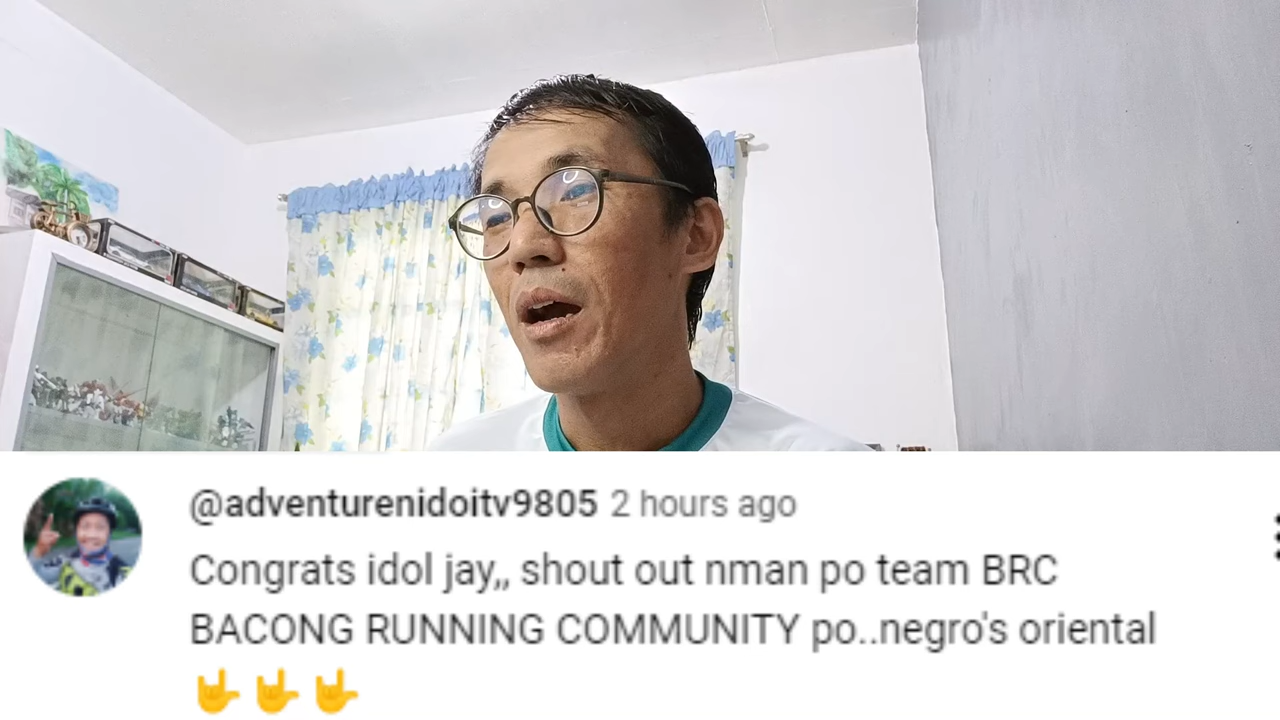 @adventurenidoitv9805 2 hours ago
Congrats idol jay,, shout out nman po team BRC
BACONG RUNNING COMMUNITY po..negro's oriental
🤟🤟🤟